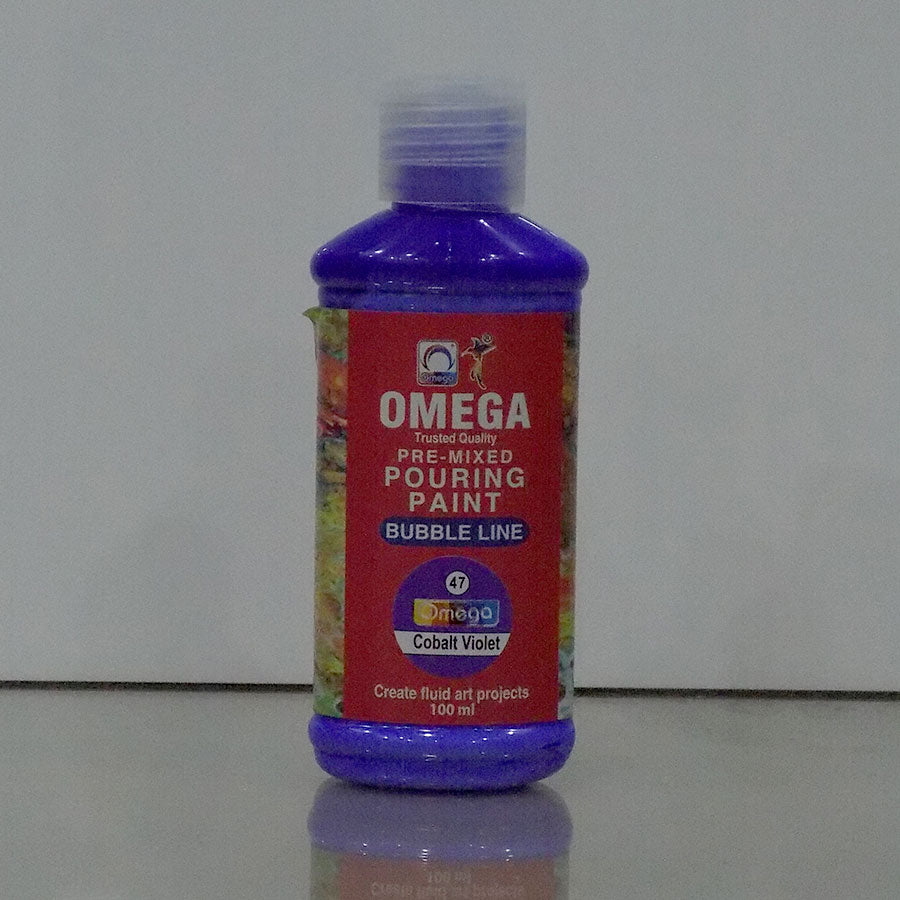 Omega
OMEGA
Trusted Quality
PRE-MIXED
POURING
PAINT
BUBBLE LINE
47
Omega
Cobalt Violet
Create fluid art projects
100 ml